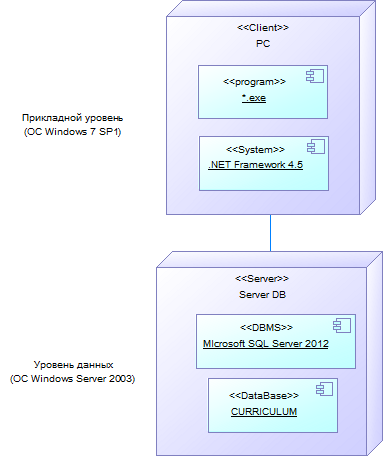 <<Client>>
PC
<<program>>
*.exe
Прикладной уровень
(ОС Windows 7 SP1)
<<System>>
.NET Framework 4.5
<<Server>>
Server DB
<<DBMS>>
Microsoft SQL Server 2012
Уровень данных
(ОС Windows Server 2003)
<<DataBase>>
CURRICULUM